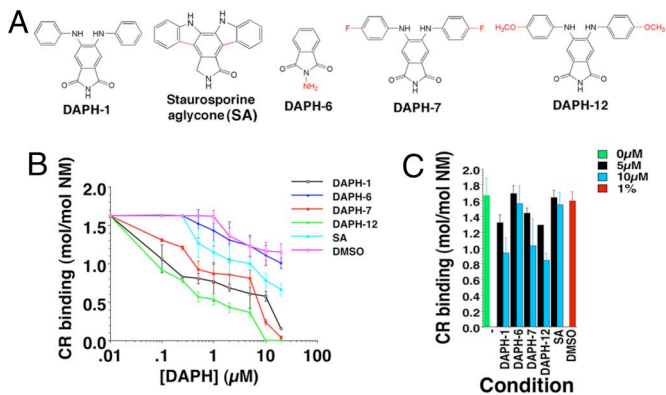 A
NH
HN
O
N
H
O
DAPH-1
H
N
H
N
N
H
O
Staurosporine
aglycone (SA)
O
N
O
NH₂
DAPH-6
F
NH
HN
F
O
N
H
O
DAPH-7
H₃CO
NH
HN
OCH₃
O
N
H
O
DAPH-12
B
CR binding (mol/mol NM)
2.0
1.5
1.0
0.5
0.0
.01
.1
1
10
100
[DAPH] (µM)
DAPH-1
DAPH-6
DAPH-7
DAPH-12
SA
DMSO
C
0µM
5µM
10µM
1%
CR binding (mol/mol NM)
2.0
1.8
1.6
1.4
1.2
1.0
0.8
0.6
0.4
0.2
0.0
-
DAPH-1
DAPH-6
DAPH-7
DAPH-12
SA
DMSO
Condition